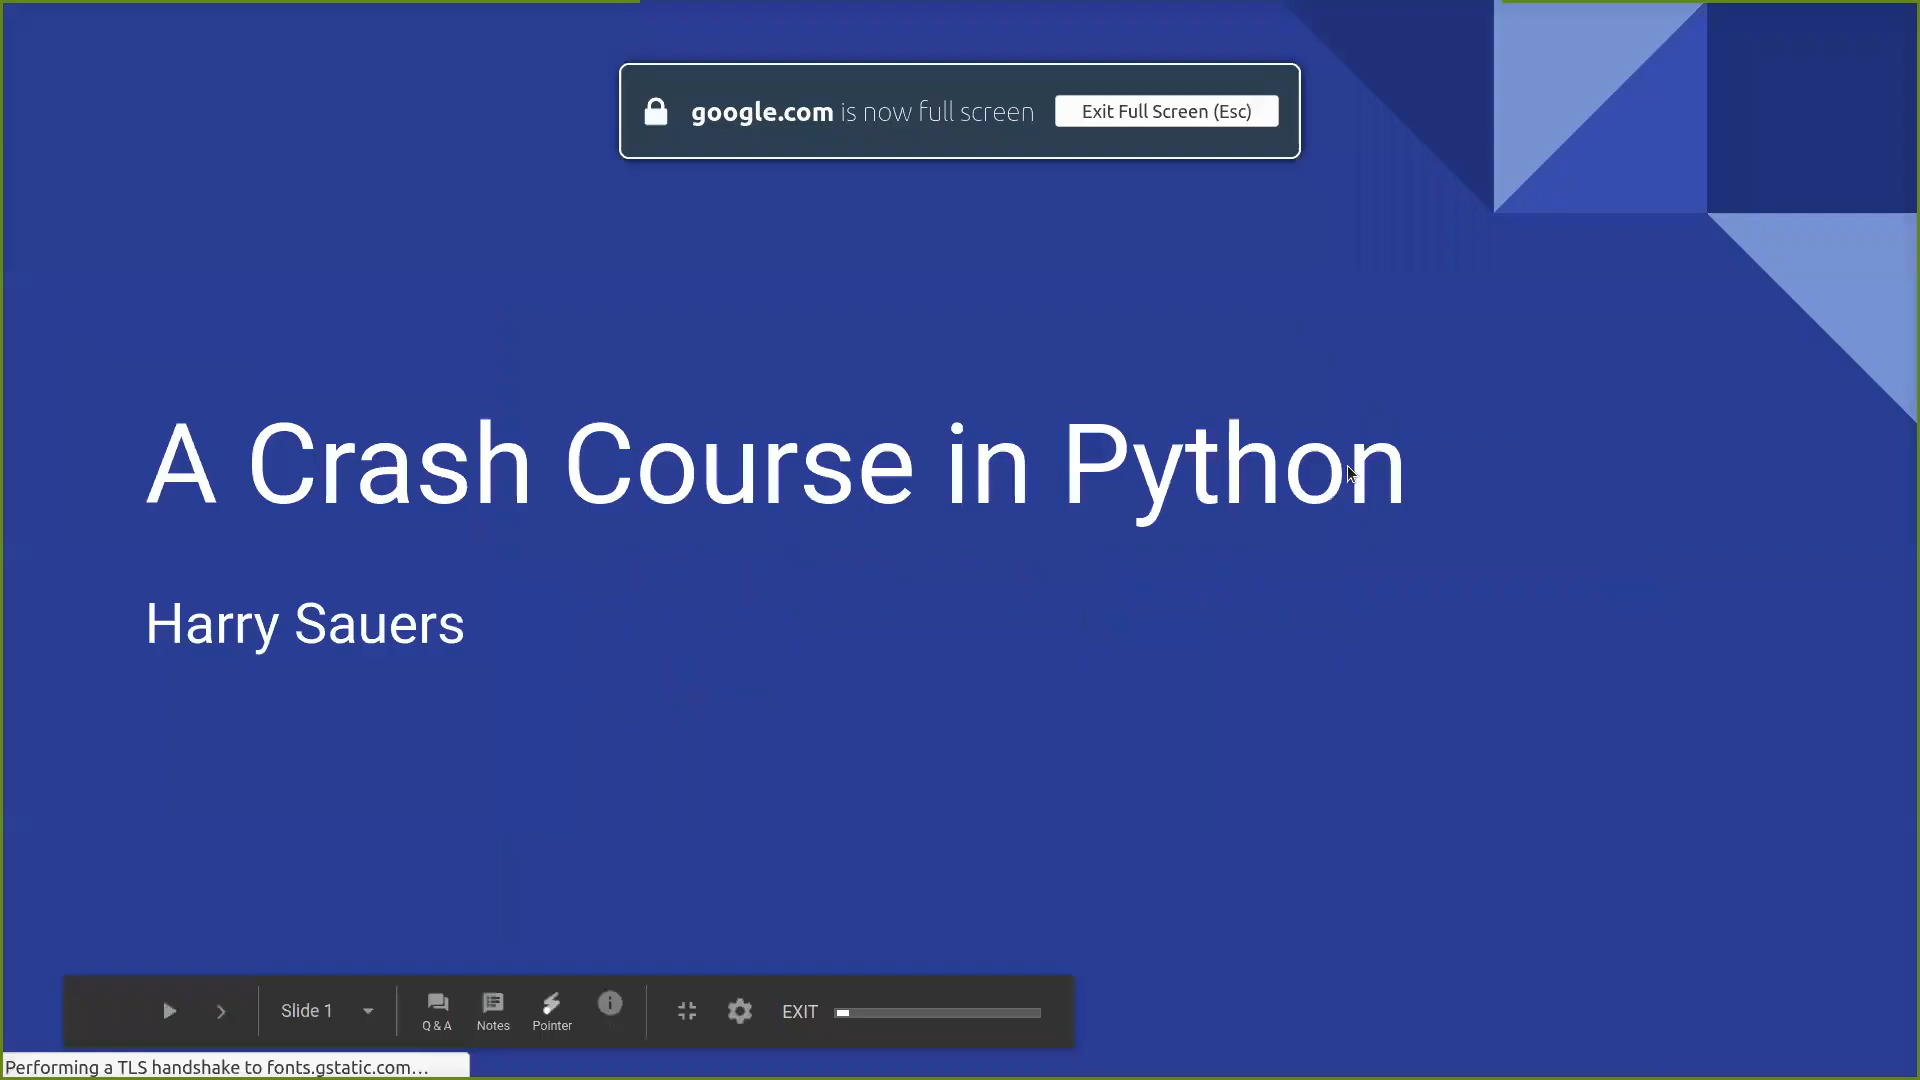 google.com is now full screen Exit Full Screen (Esc)
A Crash Course in Python
Harry Sauers
Slide 1 Q & A Notes Pointer EXIT
Performing a TLS handshake to fonts.gstatic.com…